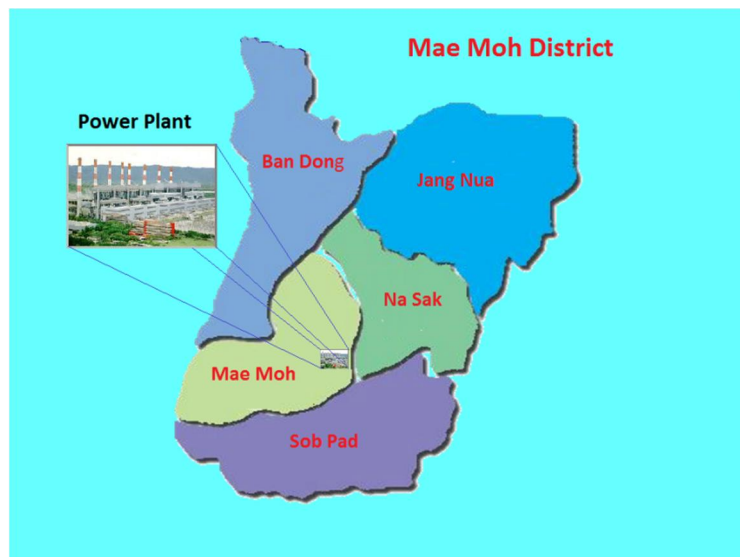 Mae Moh District
Power Plant
Ban Dong
Jang Nua
Na Sak
Mae Moh
Sob Pad